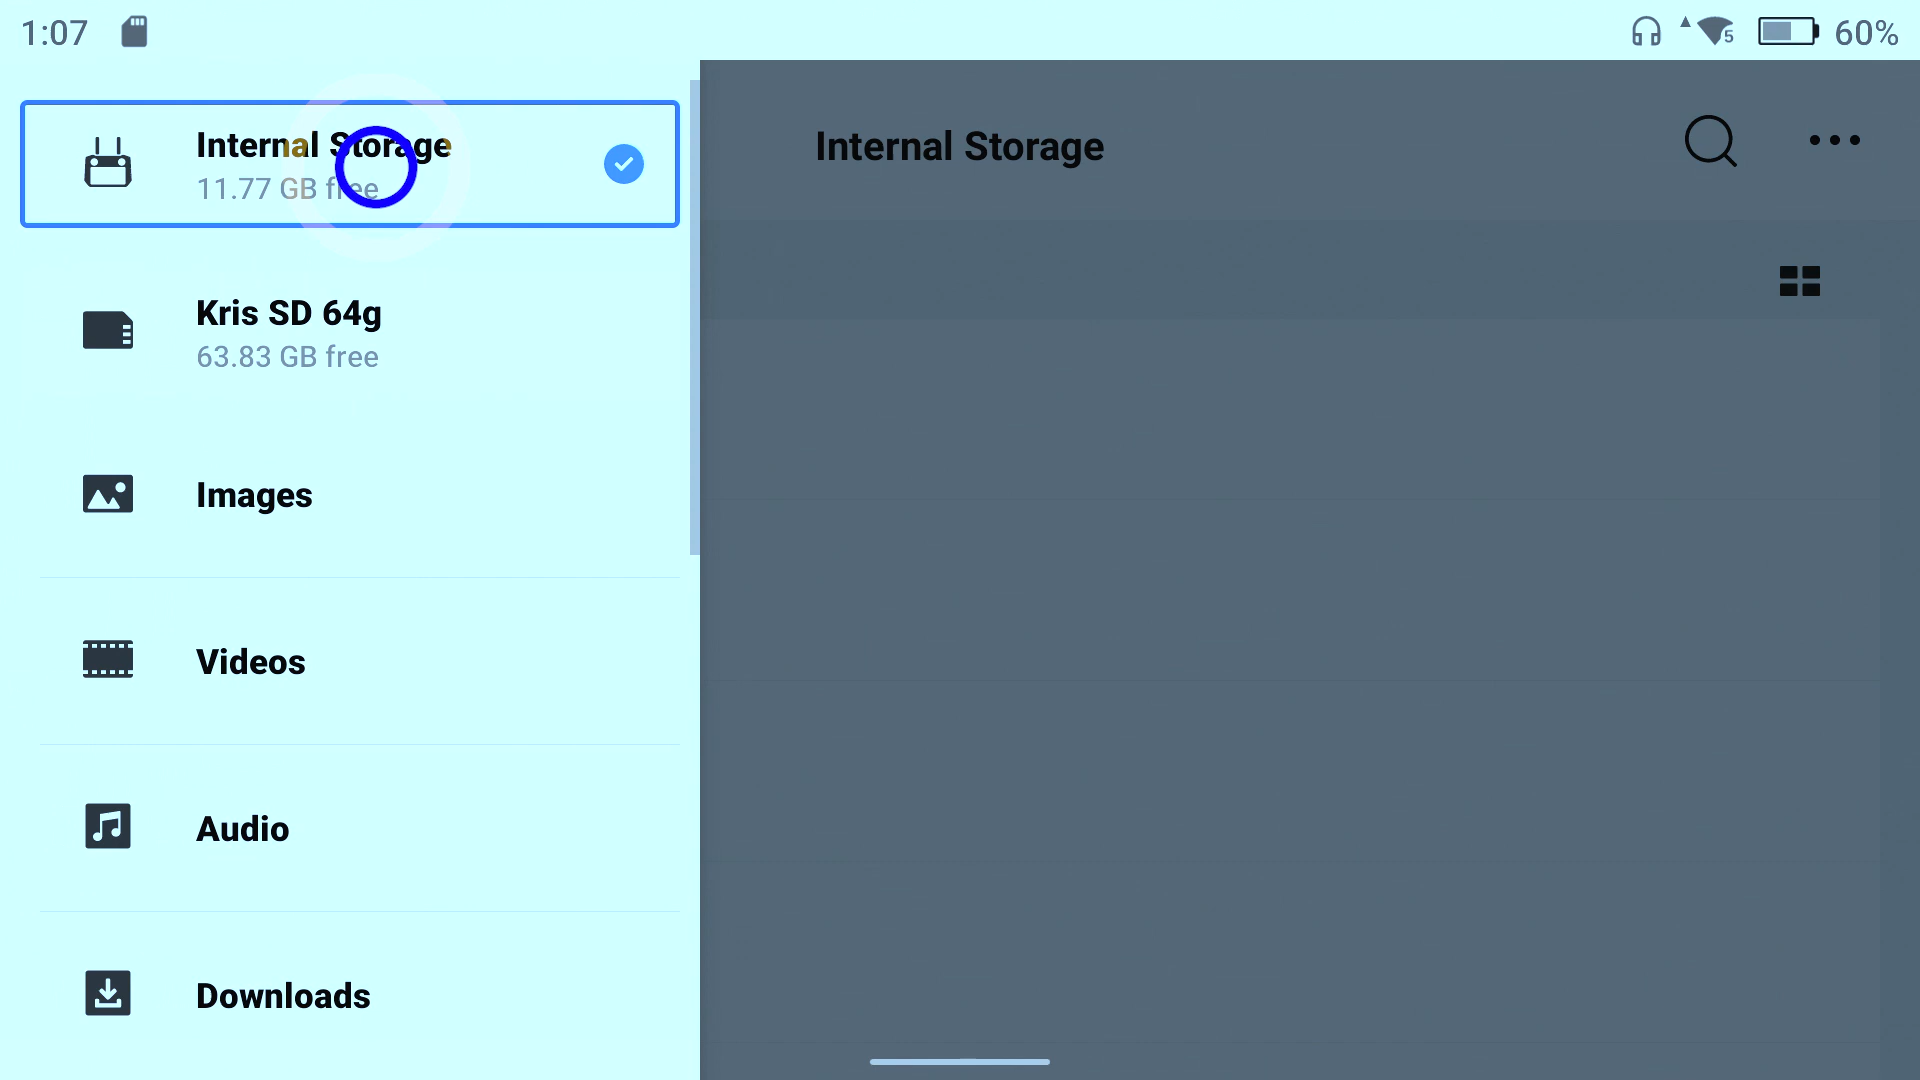 1:07
5
60%
Internal Storage
11.77 GB free
Kris SD 64g
63.83 GB free
Images
Videos
Audio
Downloads
Internal Storage